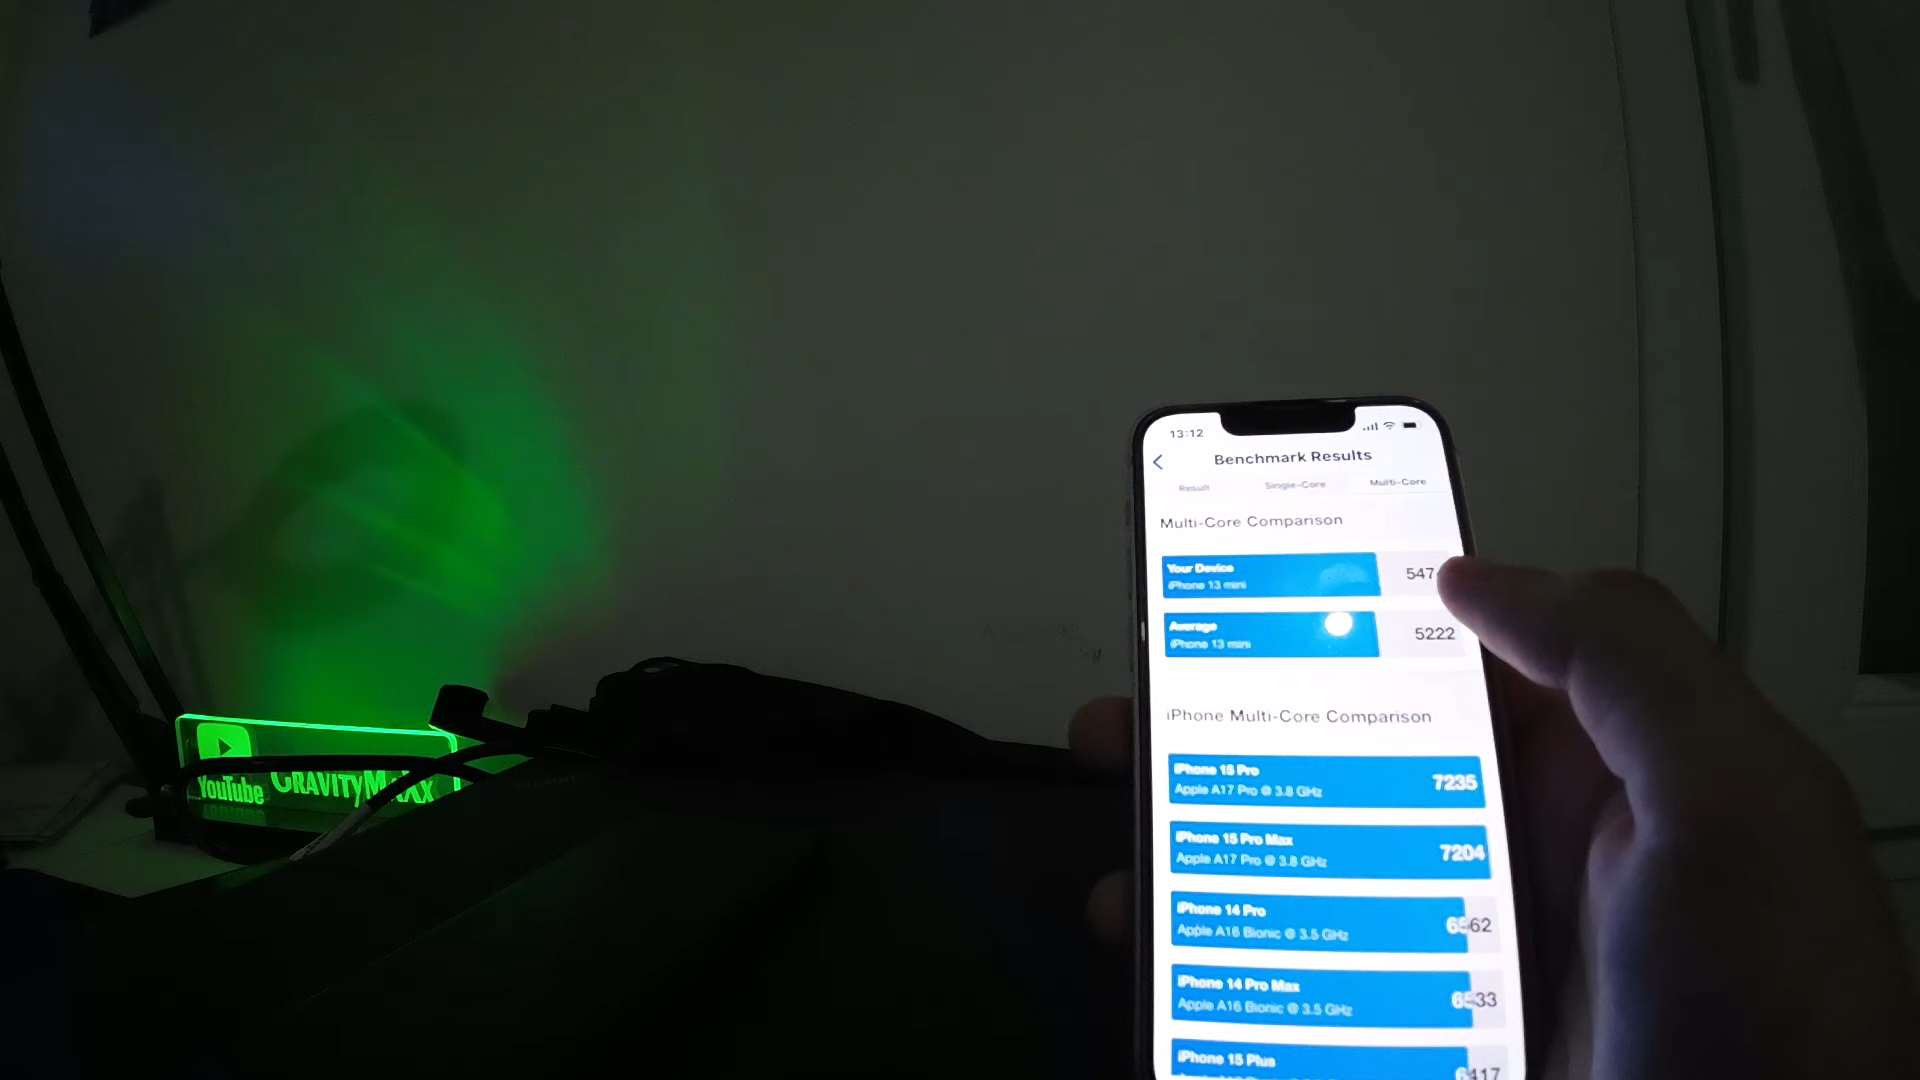 13:12
Benchmark Results
Result Single-Core Multi-Core
Multi-Core Comparison
Your Device
iPhone 13 mini
Average
iPhone 13 mini
5222
iPhone Multi-Core Comparison
iPhone 15 Pro
Apple A17 Pro @ 3.8 GHz
7235
iPhone 15 Pro Max
Apple A17 Pro @ 3.8 GHz
7204
iPhone 14 Pro
Apple A16 Bionic @ 3.5 GHz
iPhone 14 Pro Max
Apple A16 Bionic @ 3.5 GHz
iPhone 15 Plus
6417
YouTube
GRAVITYMAXX